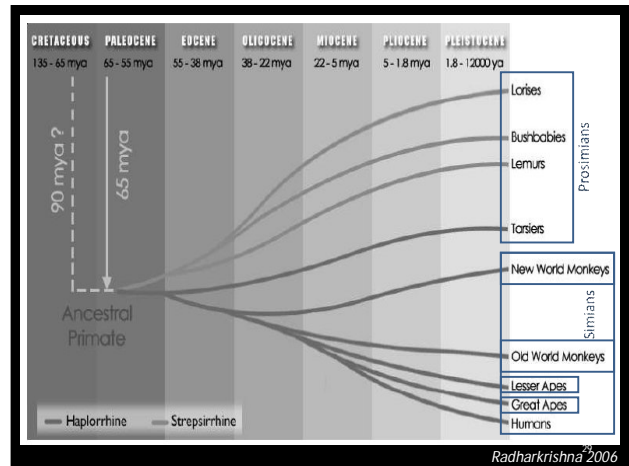 CRETACEOUS PALEOCENE EOCENE OLIGOCENE MIOCENE PLIOCENE PLEISTOCENE
135 - 65 mya 65 - 55 mya 55 - 38 mya 38 - 22 mya 22 - 5 mya 5 - 1.8 mya 1.8 - 12000 ya
90 mya ?
65 mya
Ancestral
Primate
Lorises
Bushbabies
Lemurs
Tarsiers
Prosimians
New World Monkeys
Simians
Old World Monkeys
Lesser Apes
Great Apes
Humans
Haplorrhine Strepsirrhine
29
Radharkrishna 2006